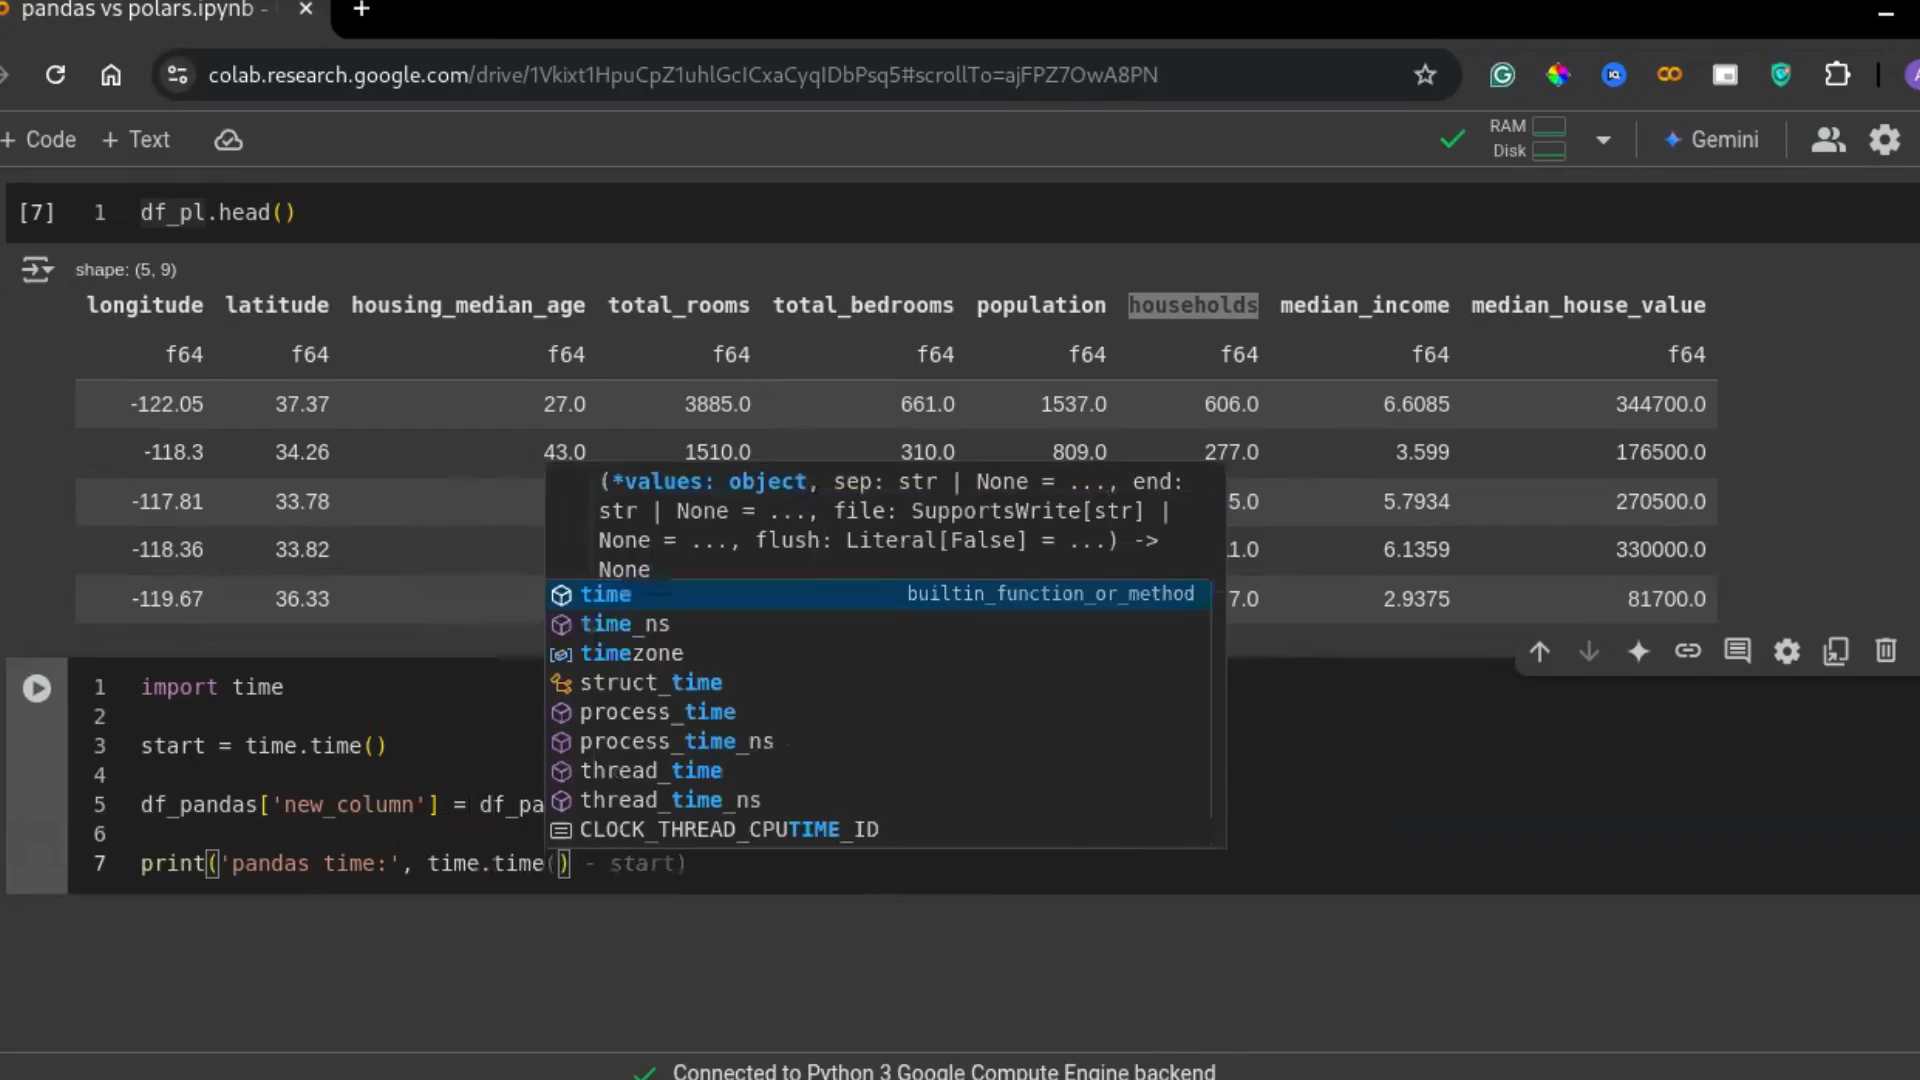 pandas vs polars.ipynb -
colab.research.google.com/drive/1Vkixt1HpuCpZ1uhlGcICxaCyqIDbPsq5#scrollTo=ajFPZ7OwA8PN
+ Code + Text
RAM
Disk
Gemini
[7] 1 df_pl.head()
shape: (5, 9)
longitude latitude housing_median_age total_rooms total_bedrooms population households median_income median_house_value
f64 f64 f64 f64 f64 f64 f64 f64 f64
-122.05 37.37 27.0 3885.0 661.0 1537.0 606.0 6.6085 344700.0
-118.3 34.26 43.0 1510.0 310.0 809.0 277.0 3.599 176500.0
-117.81 33.78 5.0 5.7934 270500.0
-118.36 33.82 1.0 6.1359 330000.0
-119.67 36.33 7.0 2.9375 81700.0
(*values: object, sep: str | None = ..., end:
str | None = ..., file: SupportsWrite[str] |
None = ..., flush: Literal[False] = ...) ->
None
time builtin_function_or_method
time_ns
timezone
struct_time
process_time
process_time_ns
thread_time
thread_time_ns
CLOCK_THREAD_CPUTIME_ID
1 import time
2
3 start = time.time()
4
5 df_pandas['new_column'] = df_pa
6
7 print('pandas time:', time.time() - start)
Connected to Python 3 Google Compute Engine backend